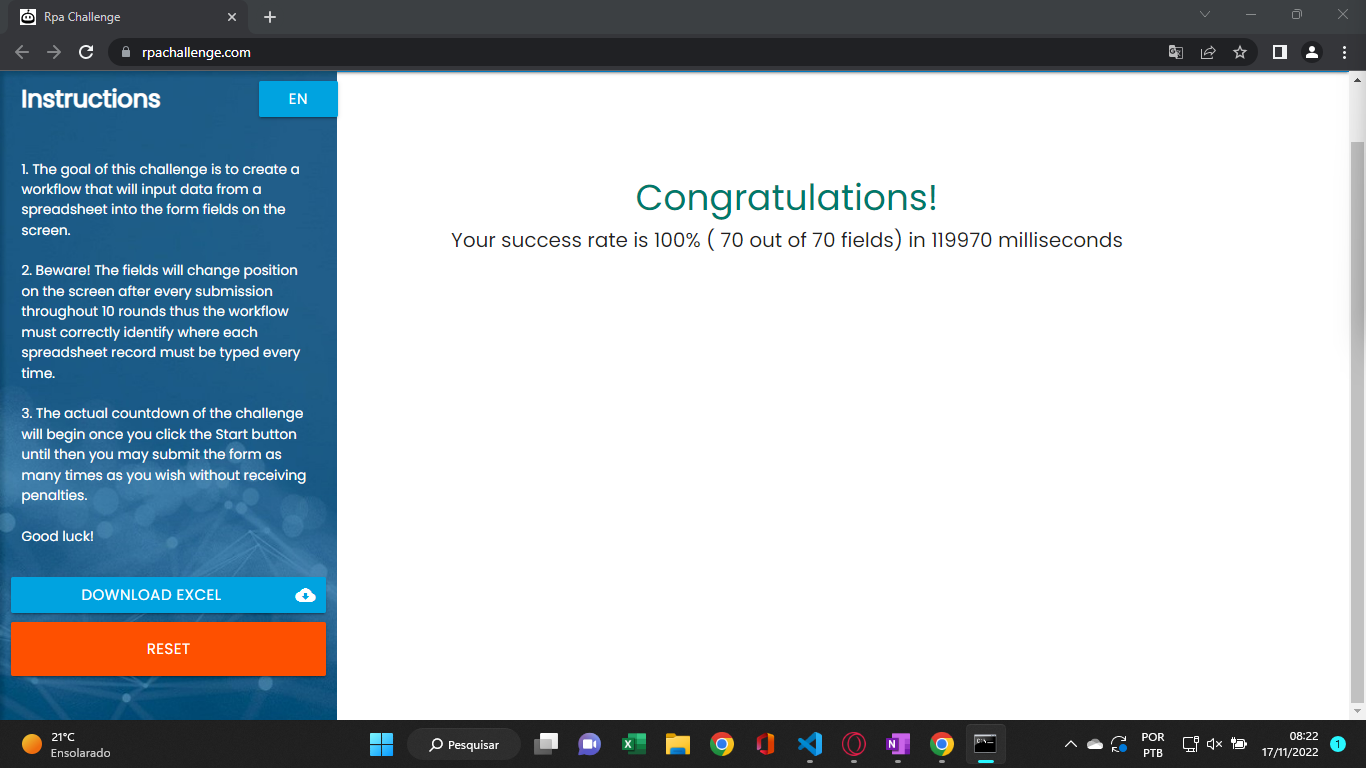 Rpa Challenge
rpachallenge.com
Instructions
EN
1. The goal of this challenge is to create a
workflow that will input data from a
spreadsheet into the form fields on the
screen.
2. Beware! The fields will change position
on the screen after every submission
throughout 10 rounds thus the workflow
must correctly identify where each
spreadsheet record must be typed every
time.
3. The actual countdown of the challenge
will begin once you click the Start button
until then you may submit the form as
many times as you wish without receiving
penalties.
Good luck!
DOWNLOAD EXCEL
RESET
Congratulations!
Your success rate is 100% ( 70 out of 70 fields) in 119970 milliseconds
21°C
Ensolarado
Pesquisar
POR
PTB
08:22
17/11/2022
1